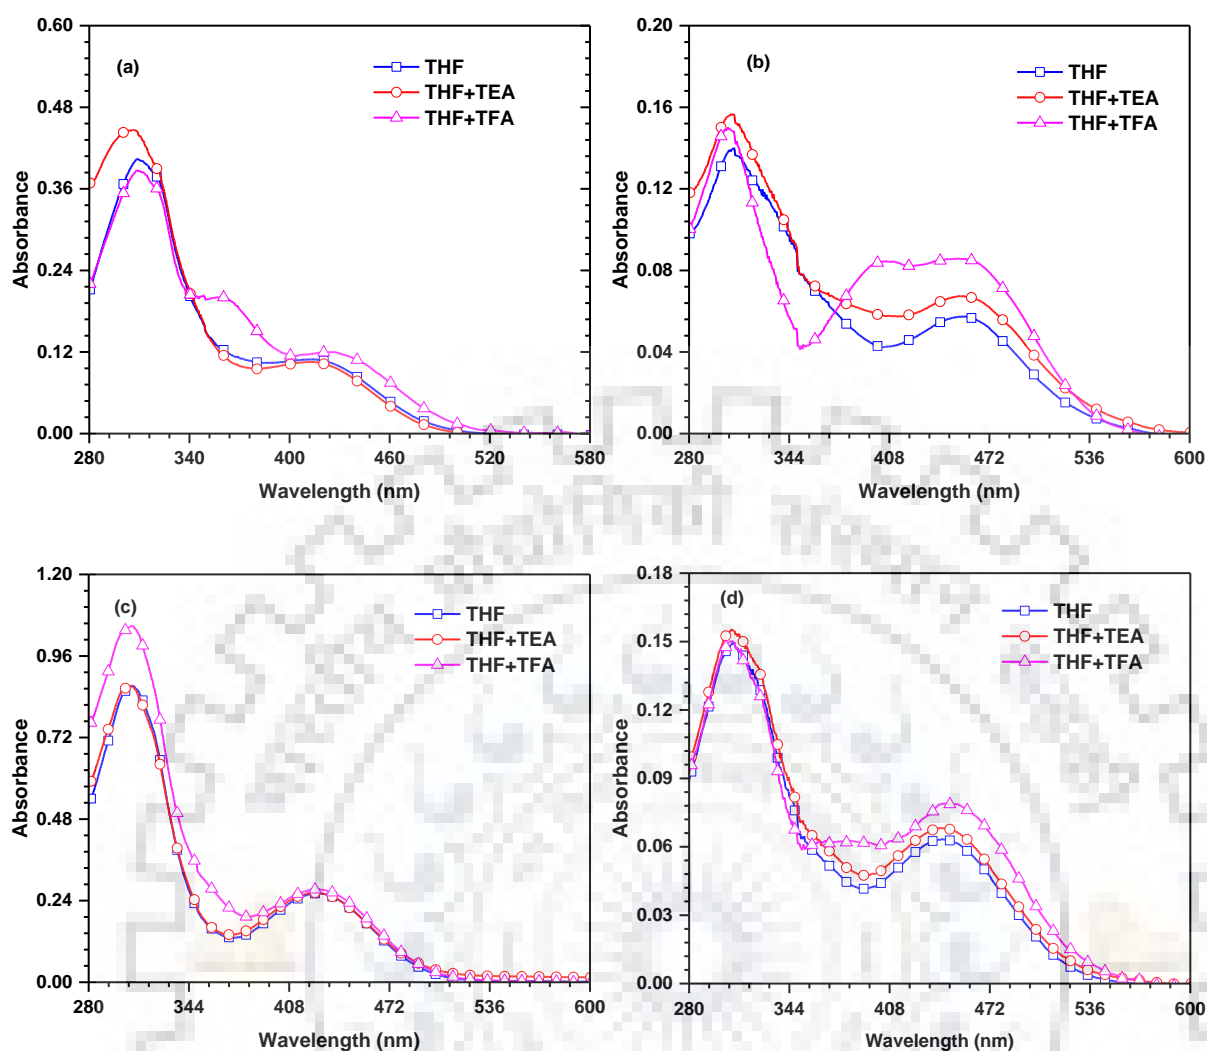 (a)
THF
THF+TEA
THF+TFA
Absorbance
0.60
0.48
0.36
0.24
0.12
0.00
280 340 400 460 520 580
Wavelength (nm)
(b)
THF
THF+TEA
THF+TFA
Absorbance
0.20
0.16
0.12
0.08
0.04
0.00
280 344 408 472 536 600
Wavelength (nm)
(c)
THF
THF+TEA
THF+TFA
Absorbance
1.20
0.96
0.72
0.48
0.24
0.00
280 344 408 472 536 600
Wavelength (nm)
(d)
THF
THF+TEA
THF+TFA
Absorbance
0.18
0.15
0.12
0.09
0.06
0.03
0.00
280 344 408 472 536 600
Wavelength (nm)